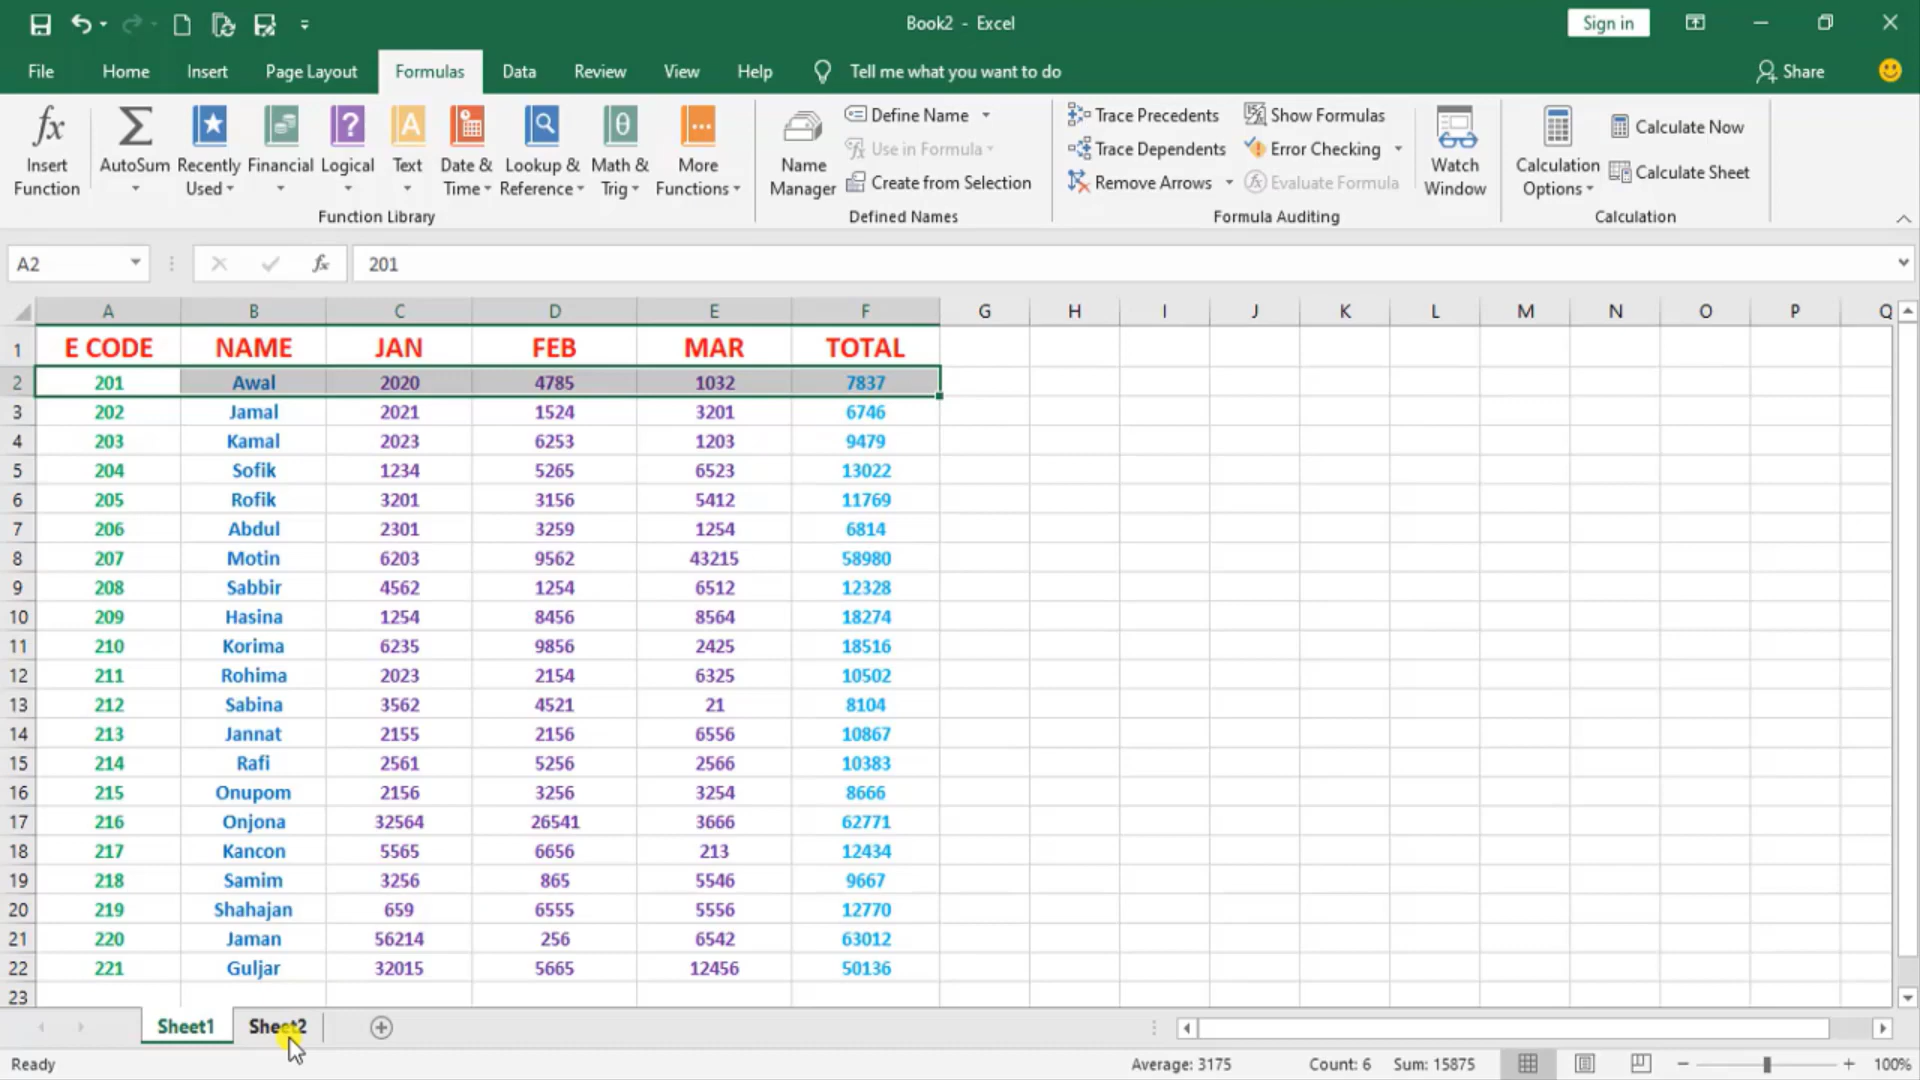 Book2 - Excel
Sign in
File Home Insert Page Layout Formulas Data Review View Help Tell me what you want to do Share
Insert Function
AutoSum
Recently Used
Financial
Logical
Text
Date & Time
Lookup & Reference
Math & Trig
More Functions
Function Library
Name Manager
Define Name
Use in Formula
Create from Selection
Defined Names
Trace Precedents
Trace Dependents
Remove Arrows
Show Formulas
Error Checking
Evaluate Formula
Formula Auditing
Watch Window
Calculation Options
Calculate Now
Calculate Sheet
Calculation
A2 fx 201
A B C D E F G H I J K L M N O P Q
1 E CODE NAME JAN FEB MAR TOTAL
2 201 Awal 2020 4785 1032 7837
3 202 Jamal 2021 1524 3201 6746
4 203 Kamal 2023 6253 1203 9479
5 204 Sofik 1234 5265 6523 13022
6 205 Rofik 3201 3156 5412 11769
7 206 Abdul 2301 3259 1254 6814
8 207 Motin 6203 9562 43215 58980
9 208 Sabbir 4562 1254 6512 12328
10 209 Hasina 1254 8456 8564 18274
11 210 Korima 6235 9856 2425 18516
12 211 Rohima 2023 2154 6325 10502
13 212 Sabina 3562 4521 21 8104
14 213 Jannat 2155 2156 6556 10867
15 214 Rafi 2561 5256 2566 10383
16 215 Onupom 2156 3256 3254 8666
17 216 Onjona 32564 26541 3666 62771
18 217 Kancon 5565 6656 213 12434
19 218 Samim 3256 865 5546 9667
20 219 Shahajan 659 6555 5556 12770
21 220 Jaman 56214 256 6542 63012
22 221 Guljar 32015 5665 12456 50136
23
Sheet1 Sheet2
Ready Average: 3175 Count: 6 Sum: 15875 100%